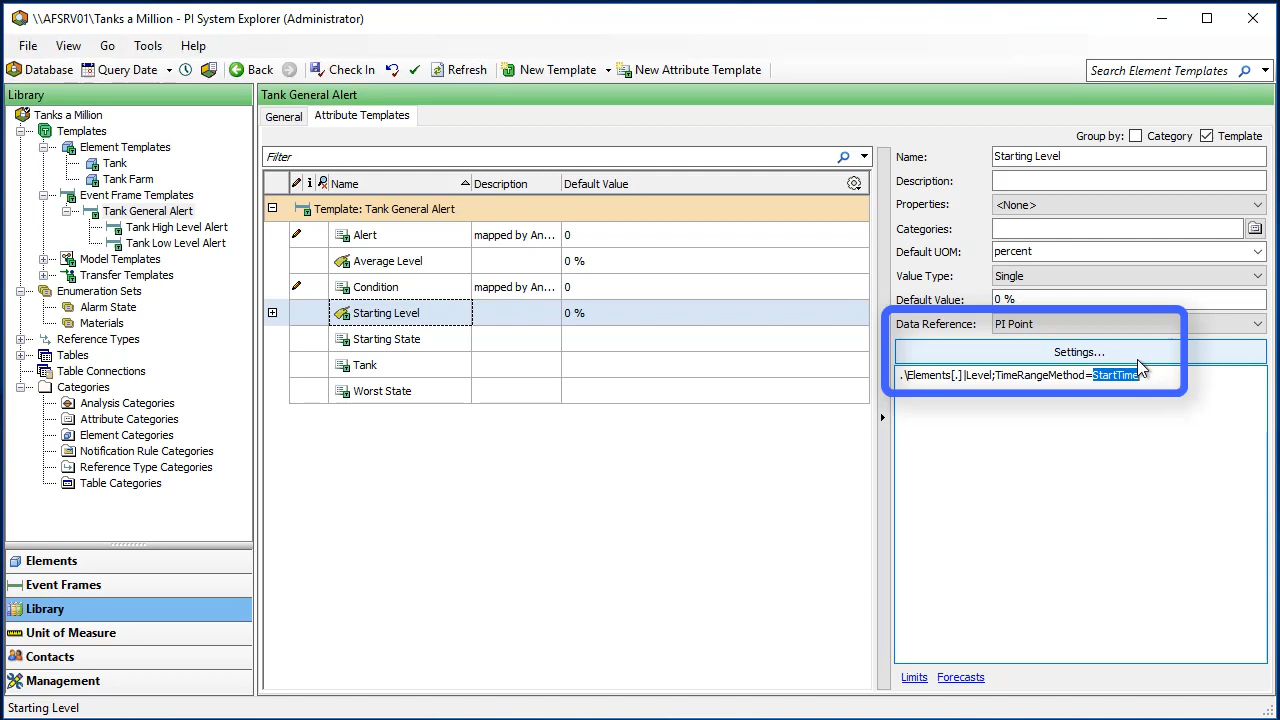 \\AFSRV01\Tanks a Million - PI System Explorer (Administrator)
File View Go Tools Help
Database Query Date Back Check In Refresh New Template New Attribute Template Search Element Templates
Library
Tanks a Million
Templates
Element Templates
Tank
Tank Farm
Event Frame Templates
Tank General Alert
Tank High Level Alert
Tank Low Level Alert
Model Templates
Transfer Templates
Enumeration Sets
Alarm State
Materials
Reference Types
Tables
Table Connections
Categories
Analysis Categories
Attribute Categories
Element Categories
Notification Rule Categories
Reference Type Categories
Table Categories
Elements
Event Frames
Library
Unit of Measure
Contacts
Management
Tank General Alert
General Attribute Templates
Group by: Category Template
Filter
Name Description Default Value
Template: Tank General Alert
Alert mapped by An... 0
Average Level 0 %
Condition mapped by An... 0
Starting Level 0 %
Starting State
Tank
Worst State
Name: Starting Level
Description:
Properties: <None>
Categories:
Default UOM: percent
Value Type: Single
Default Value: 0 %
Data Reference: PI Point
Settings...
.\Elements[.]|Level;TimeRangeMethod=StartTime
Limits Forecasts
Starting Level